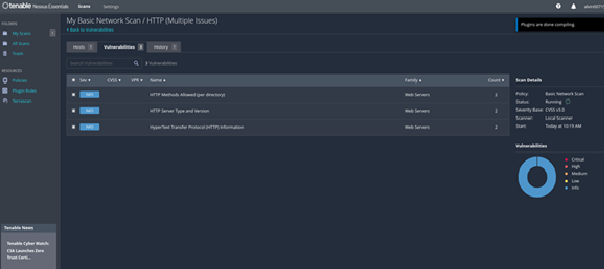 tenable Nessus Essentials Scans Settings
FOLDERS
My Scans
All Scans
Trash
RESOURCES
Policies
Plugin Rules
Terrascan
My Basic Network Scan / HTTP (Multiple Issues)
Back to Vulnerabilities
Plugins are done compiling.
Hosts 1 Vulnerabilities History 1
Search Vulnerabilities
3 Vulnerabilities
Sev CVSS VPR Name Family Count
INFO HTTP Methods Allowed (per directory) Web Servers 2
INFO HTTP Server Type and Version Web Servers 2
INFO HyperText Transfer Protocol (HTTP) Information Web Servers 2
Scan Details
Policy: Basic Network Scan
Status: Running
Severity Base: CVSS v3.0
Scanner: Local Scanner
Start: Today at 10:19 AM
Vulnerabilities
Critical
High
Medium
Low
Info
Tenable News
Tenable Cyber Watch:
CISA Launches: Zero
Trust Cent...